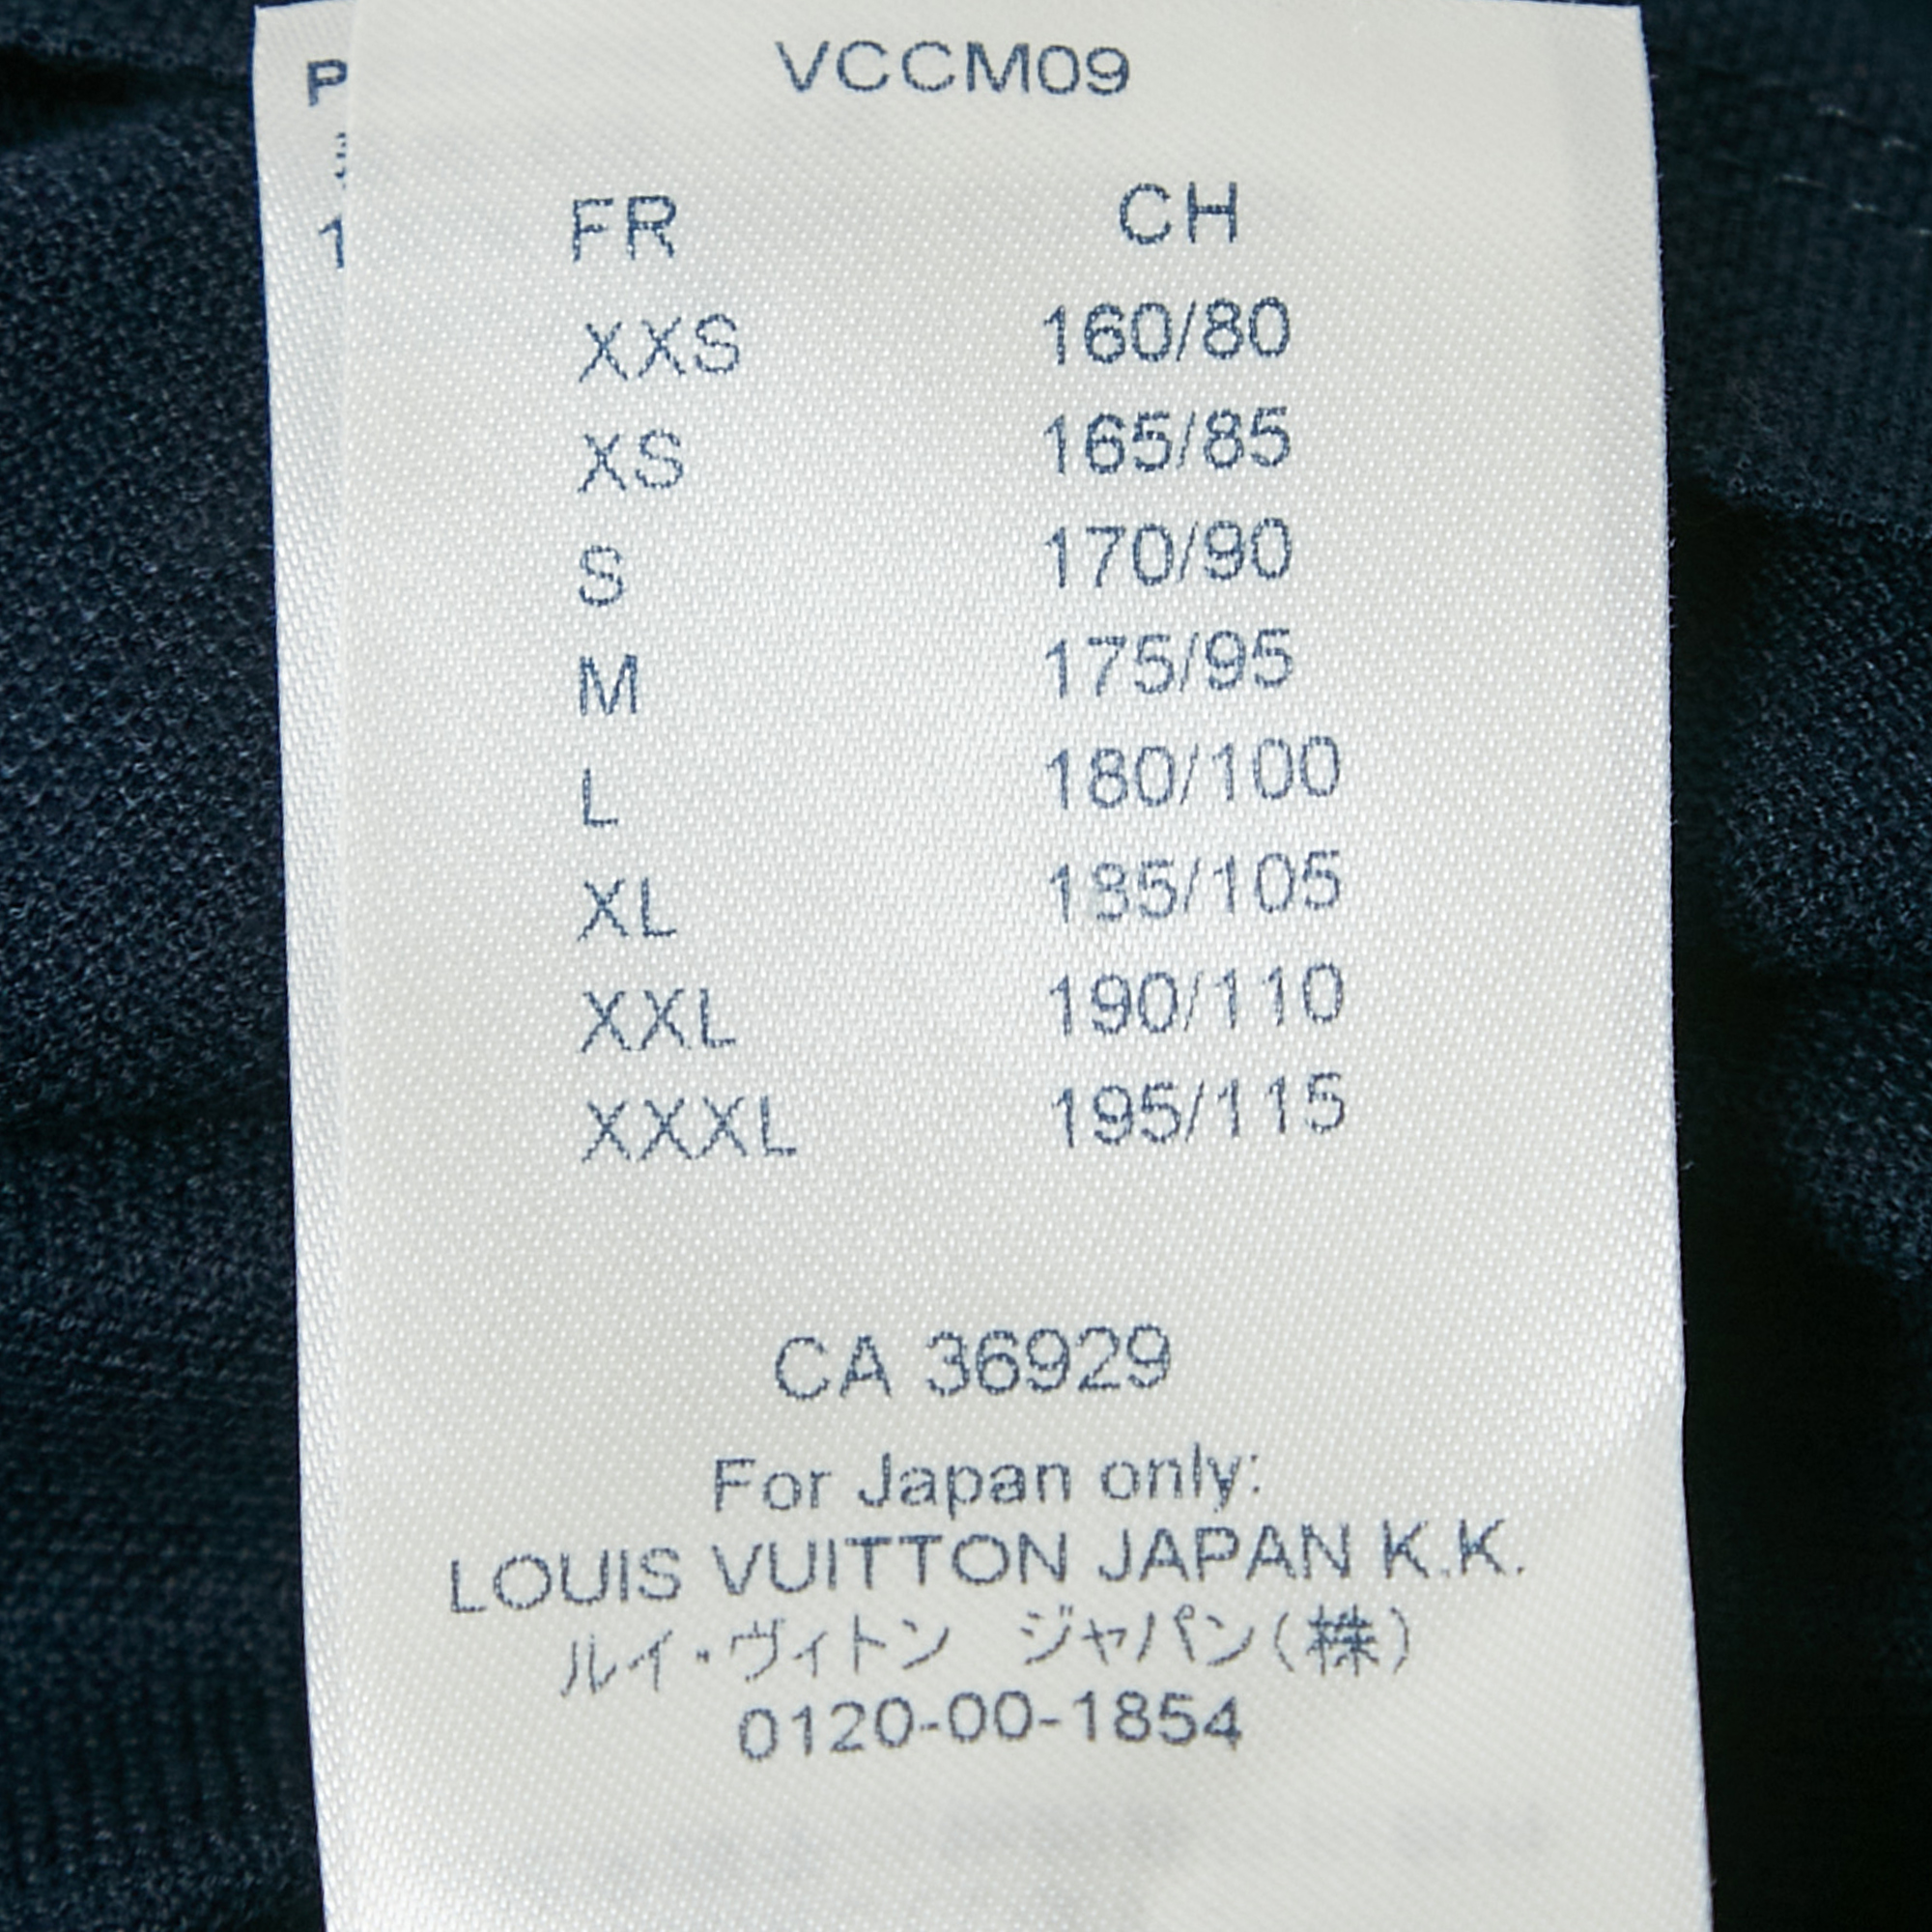 VCCM09
FR CH
XXS 160/80
XS 165/85
S 170/90
M 175/95
L 180/100
XL 185/105
XXL 190/110
XXXL 195/115
CA 36929
For Japan only:
LOUIS VUITTON JAPAN K.K.
ルイ・ヴィトン ジャパン(株)
0120-00-1854